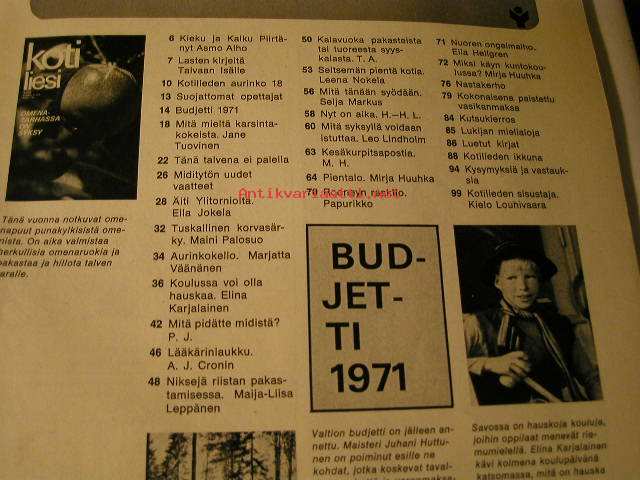 koti
liesi
OMENA-
TARHASSA
ON
SYKSY
Tänä vuonna notkuvat ome-
napuut punakylkisistä ome-
nista. On aika valmistaa
herkullisia omenaruokia ja
pakastaa ja hillota talven
varalle.
6 Kieku ja Kaiku Piirtä-
nyt Asmo Alho
7 Lasten kirjeitä
Taivaan Isälle
10 Kotilieden aurinko 18
13 Suojattomat opettajat
14 Budjetti 1971
18 Mitä mieltä karsinta-
kokeista. Jane
Tuovinen
22 Tänä talvena ei palella
26 Miditytön uudet
vaatteet
28 Äiti Ylitorniolta.
Eila Jokela
32 Tuskallinen korvasär-
ky. Maini Palosuo
34 Aurinkokello. Marjatta
Väänänen
36 Koulussa voi olla
hauskaa. Elina
Karjalainen
42 Mitä pidätte midistä?
P. J.
46 Lääkärinlaukku.
A. J. Cronin
48 Niksejä riistan pakas-
tamisessa. Maija-Liisa
Leppänen
50 Kalavuoka pakasteista
tai tuoreesta syys-
kalasta. T. A.
53 Seitsemän pientä kotia.
Leena Nokela
56 Mitä tänään syödään.
Seija Markus
58 Nyt on aika. H.—H. L.
60 Mitä syksyllä voidaan
istuttaa. Leo Lindholm
63 Kesäkurpitsapostia.
M. H.
64 Pientalo. Mirja Huuhka
70 Rodreyn ruskilo.
Papurikko
71 Nuoren ongelmaiho.
Eila Hellgren
72 Miksi käyn kuntokou-
lussa? Mirja Huuhka
76 Nastakerho
79 Kokonaisena paistettu
vasikanmaksa
84 Kutsukierros
85 Lukijan mielialoja
86 Luetut kirjat
88 Kotilieden ikkuna
94 Kysymyksiä ja vastauk-
sia
99 Kotilieden sisustaja.
Kielo Louhivaara
BUD-
JET-
TI
1971
Valtion budjetti on jälleen an-
nettu. Maisteri Juhani Huttu-
nen on poiminut esille ne
kohdat, jotka koskevat taval-
Savossa on hauskoja kouluja,
joihin oppilaat menevät rie-
mumielellä. Elina Karjalainen
kävi kolmena koulupäivänä
katsomassa, mitä on hauska